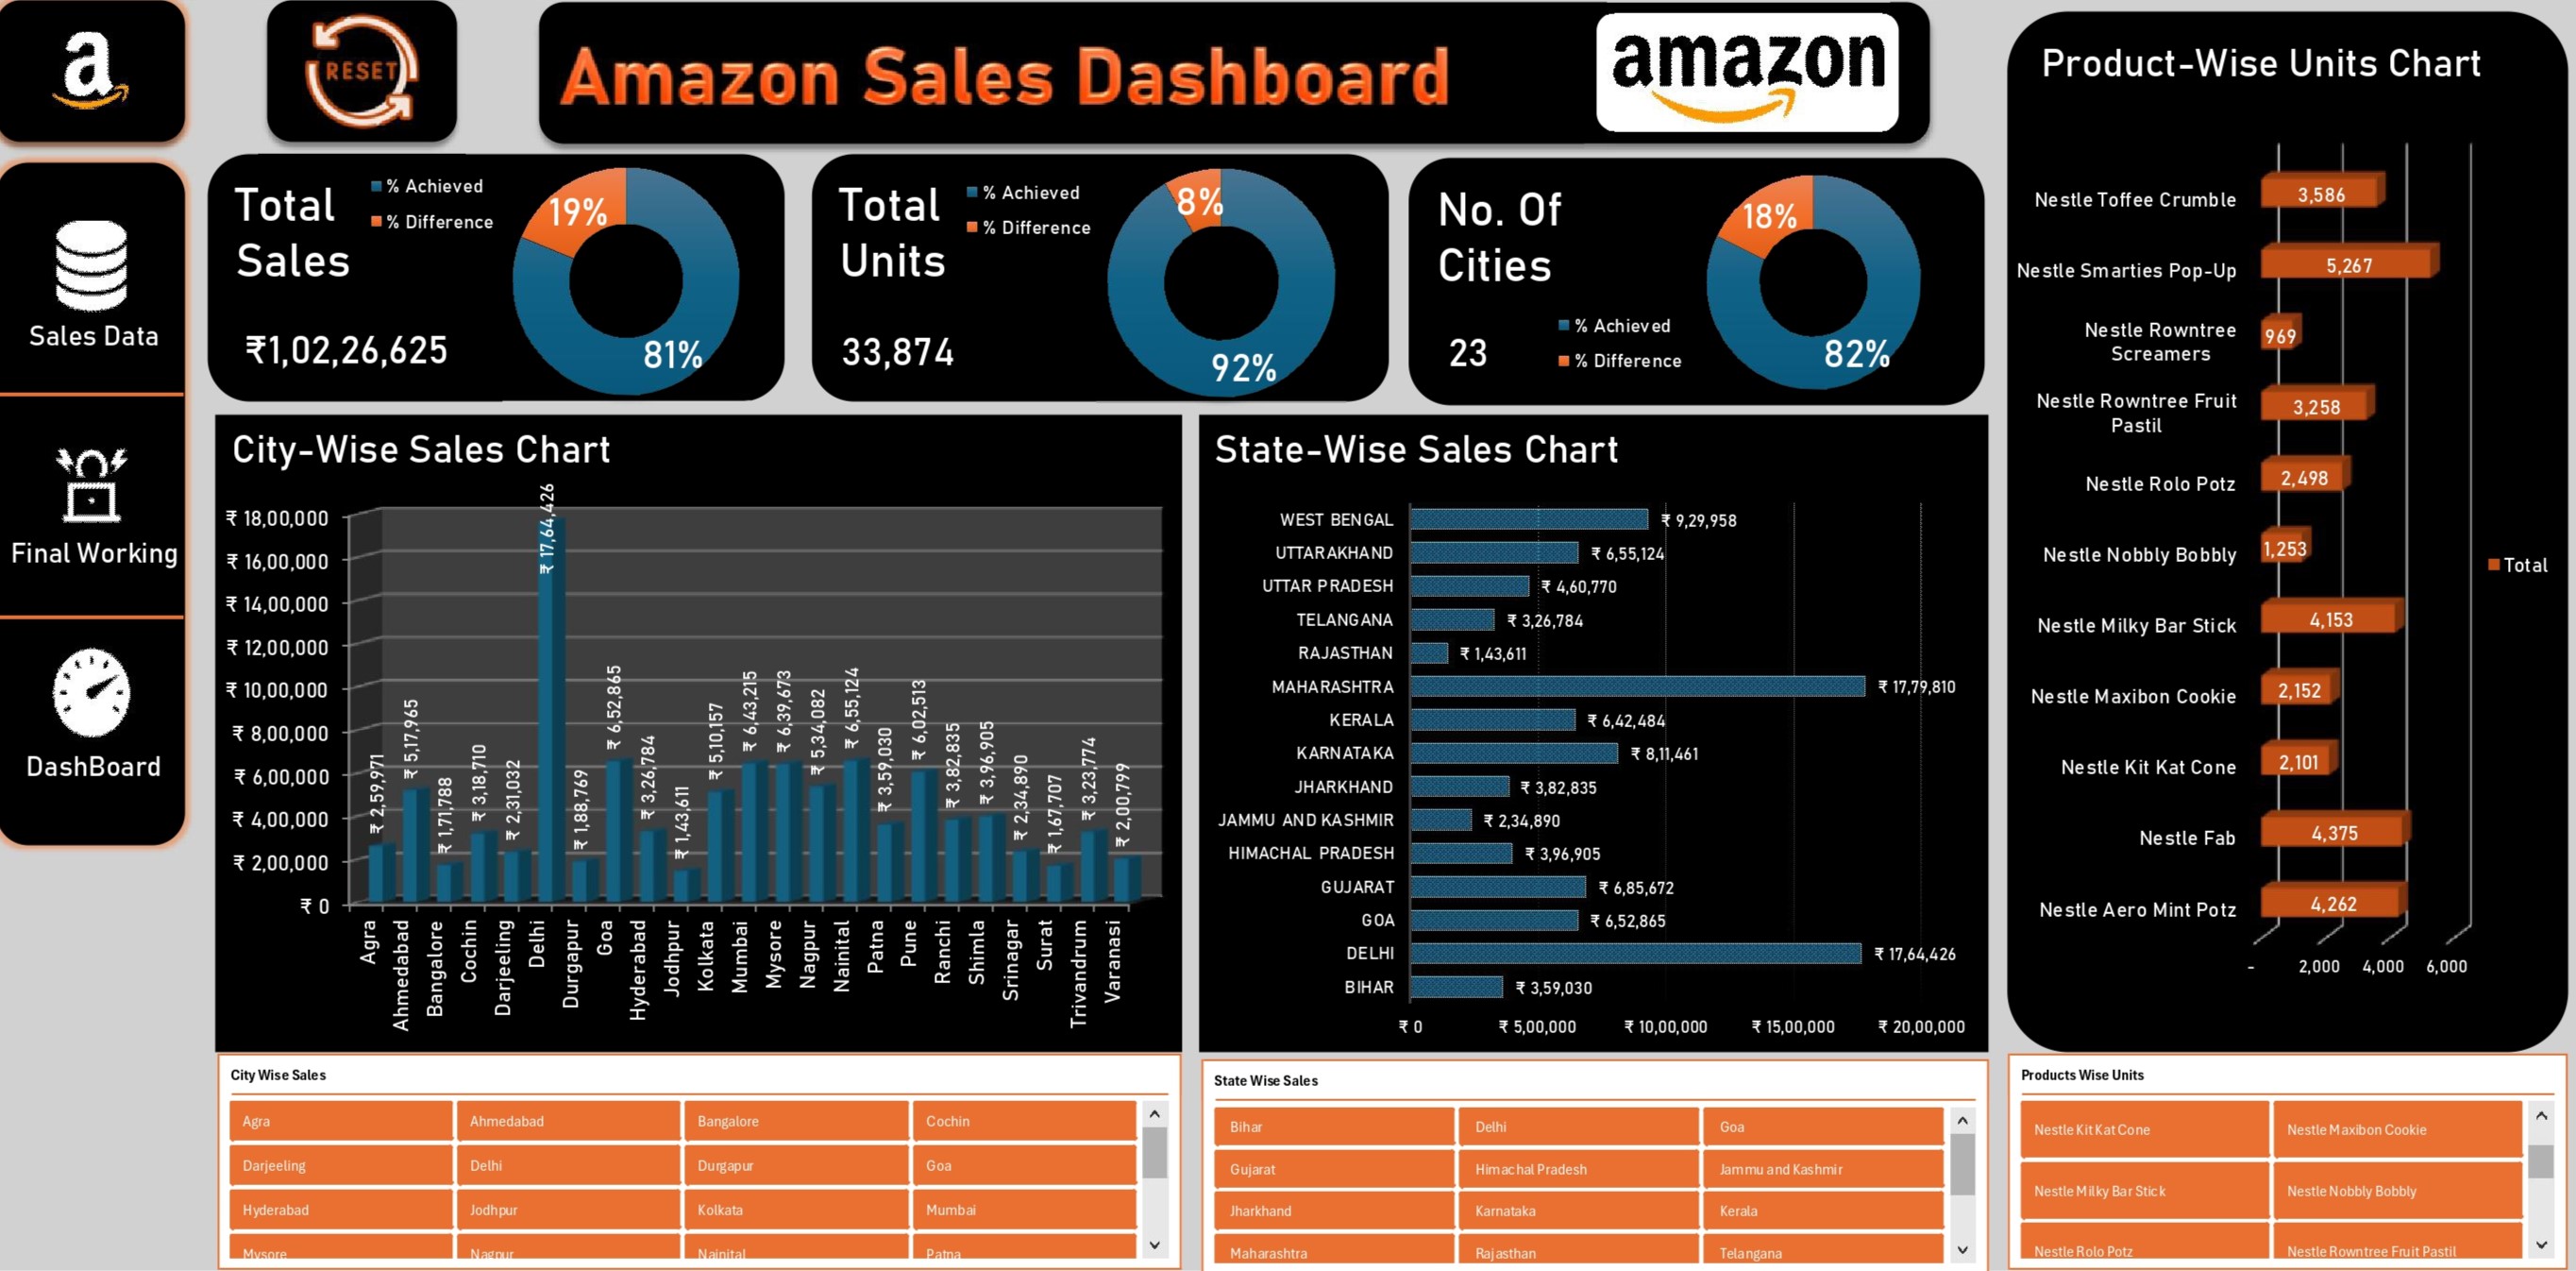 a
RESET
Amazon Sales Dashboard
amazon
Sales Data
Final Working
DashBoard
Total
Sales
% Achieved
% Difference
19%
81%
₹1,02,26,625
Total
Units
% Achieved
% Difference
8%
92%
33,874
No. Of
Cities
18%
82%
% Achieved
% Difference
23
City-Wise Sales Chart
₹ 18,00,000
₹ 16,00,000
₹ 14,00,000
₹ 12,00,000
₹ 10,00,000
₹ 8,00,000
₹ 6,00,000
₹ 4,00,000
₹ 2,00,000
₹ 0
₹ 2,59,971
₹ 5,17,965
₹ 1,71,788
₹ 3,18,710
₹ 2,31,032
₹ 17,64,426
₹ 1,88,769
₹ 6,52,865
₹ 3,26,784
₹ 1,43,611
₹ 5,10,157
₹ 6,43,215
₹ 6,39,673
₹ 5,34,082
₹ 6,55,124
₹ 3,59,030
₹ 6,02,513
₹ 3,82,835
₹ 3,96,905
₹ 2,34,890
₹ 1,67,707
₹ 3,23,774
₹ 2,00,799
Agra
Ahmedabad
Bangalore
Cochin
Darjeeling
Delhi
Durgapur
Goa
Hyderabad
Jodhpur
Kolkata
Mumbai
Mysore
Nagpur
Nainital
Patna
Pune
Ranchi
Shimla
Srinagar
Surat
Trivandrum
Varanasi
State-Wise Sales Chart
WEST BENGAL ₹ 9,29,958
UTTARAKHAND ₹ 6,55,124
UTTAR PRADESH ₹ 4,60,770
TELANGANA ₹ 3,26,784
RAJASTHAN ₹ 1,43,611
MAHARASHTRA ₹ 17,79,810
KERALA ₹ 6,42,484
KARNATAKA ₹ 8,11,461
JHARKHAND ₹ 3,82,835
JAMMU AND KASHMIR ₹ 2,34,890
HIMACHAL PRADESH ₹ 3,96,905
GUJARAT ₹ 6,85,672
GOA ₹ 6,52,865
DELHI ₹ 17,64,426
BIHAR ₹ 3,59,030
₹ 0 ₹ 5,00,000 ₹ 10,00,000 ₹ 15,00,000 ₹ 20,00,000
Product-Wise Units Chart
Nestle Toffee Crumble 3,586
Nestle Smarties Pop-Up 5,267
Nestle Rowntree
Screamers 969
Nestle Rowntree Fruit
Pastil 3,258
Nestle Rolo Potz 2,498
Nestle Nobbly Bobbly 1,253
Total
Nestle Milky Bar Stick 4,153
Nestle Maxibon Cookie 2,152
Nestle Kit Kat Cone 2,101
Nestle Fab 4,375
Nestle Aero Mint Potz 4,262
- 2,000 4,000 6,000
City Wise Sales
Agra Ahmedabad Bangalore Cochin
Darjeeling Delhi Durgapur Goa
Hyderabad Jodhpur Kolkata Mumbai
Mysore Nagpur Nainital Patna
State Wise Sales
Bihar Delhi Goa
Gujarat Himachal Pradesh Jammu and Kashmir
Jharkhand Karnataka Kerala
Maharashtra Rajasthan Telangana
Products Wise Units
Nestle Kit Kat Cone Nestle Maxibon Cookie
Nestle Milky Bar Stick Nestle Nobbly Bobbly
Nestle Rolo Potz Nestle Rowntree Fruit Pastil